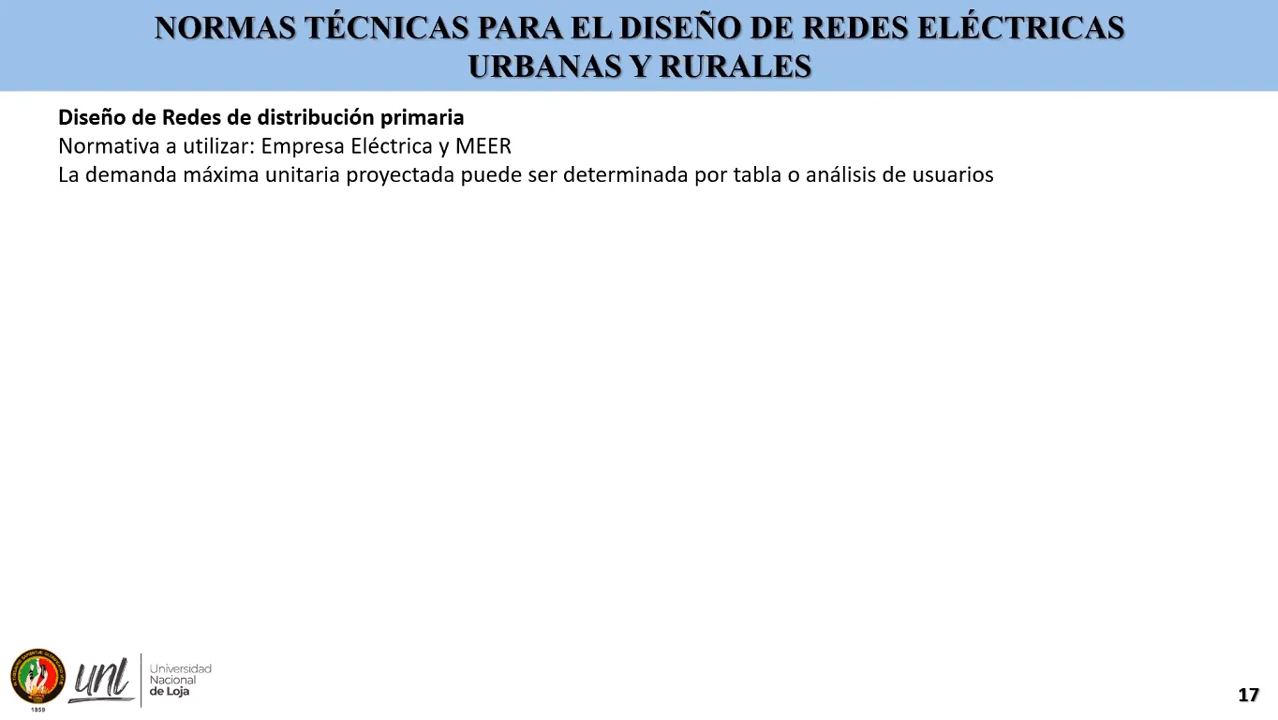 NORMAS TÉCNICAS PARA EL DISEÑO DE REDES ELÉCTRICAS
URBANAS Y RURALES
Diseño de Redes de distribución primaria
Normativa a utilizar: Empresa Eléctrica y MEER
La demanda máxima unitaria proyectada puede ser determinada por tabla o análisis de usuarios
1859
unl
Universidad
Nacional
de Loja
17